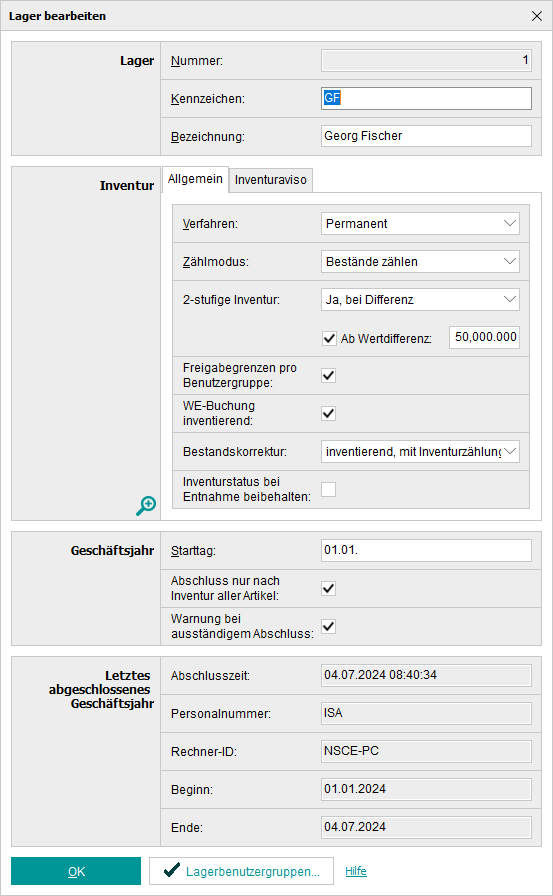 Lager bearbeiten
Lager
Nummer: 1
Kennzeichen: GF
Bezeichnung: Georg Fischer
Inventur
Allgemein Inventuraviso
Verfahren: Permanent
Zählmodus: Bestände zählen
2-stufige Inventur: Ja, bei Differenz
Ab Wertdifferenz: 50,000.000
Freigabegrenzen pro
Benutzergruppe:
WE-Buchung
inventierend:
Bestandskorrektur: inventierend, mit Inventurzählung
Inventurstatus bei
Entnahme beibehalten:
Geschäftsjahr
Starttag: 01.01.
Abschluss nur nach
Inventur aller Artikel:
Warnung bei
ausständigem Abschluss:
Letztes
abgeschlossenes
Geschäftsjahr
Abschlusszeit: 04.07.2024 08:40:34
Personalnummer: ISA
Rechner-ID: NSCE-PC
Beginn: 01.01.2024
Ende: 04.07.2024
OK Lagerbenutzergruppen... Hilfe